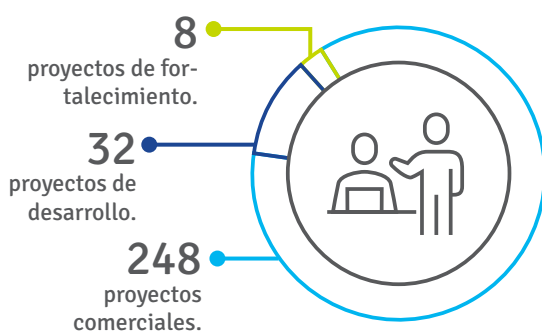 8
proyectos de for-
talecimiento.
32
proyectos de
desarrollo.
248
proyectos
comerciales.